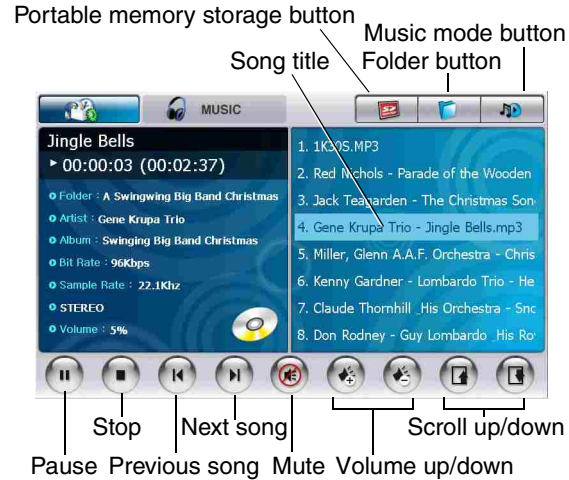 Portable memory storage button
Music mode button
Song title
Folder button
MUSIC
Jingle Bells
00:00:03 (00:02:37)
Folder : A Swingwing Big Band Christmas
Artist : Gene Krupa Trio
Album : Swinging Big Band Christmas
Bit Rate : 96Kbps
Sample Rate : 22.1Khz
STEREO
Volume : 5%
1. 1K30S.MP3
2. Red Nichols - Parade of the Wooden
3. Jack Teagarden - The Christmas Son
4. Gene Krupa Trio - Jingle Bells.mp3
5. Miller, Glenn A.A.F. Orchestra - Chris
6. Kenny Gardner - Lombardo Trio - He
7. Claude Thornhill _His Orchestra - Sno
8. Don Rodney - Guy Lombardo _His Ro
Stop
Next song
Scroll up/down
Pause
Previous song
Mute
Volume up/down